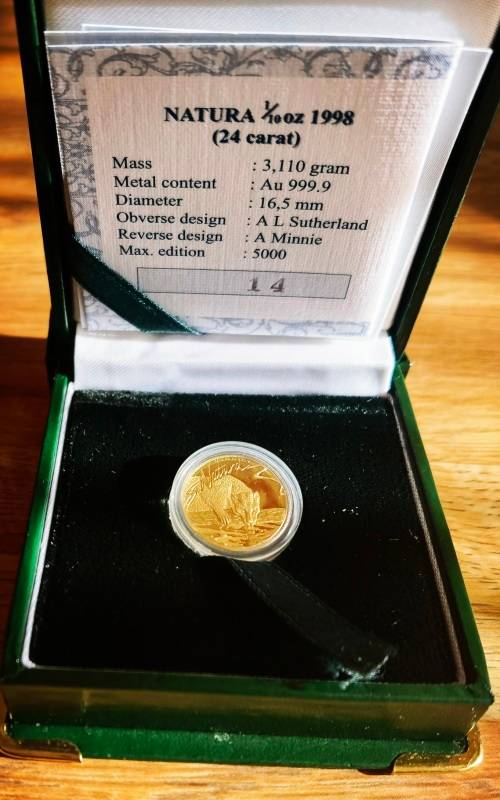 NATURA 1/10 oz 1998
(24 carat)
Mass : 3,110 gram
Metal content : Au 999.9
Diameter : 16,5 mm
Obverse design : A L Sutherland
Reverse design : A Minnie
Max. edition : 5000
14
Natura